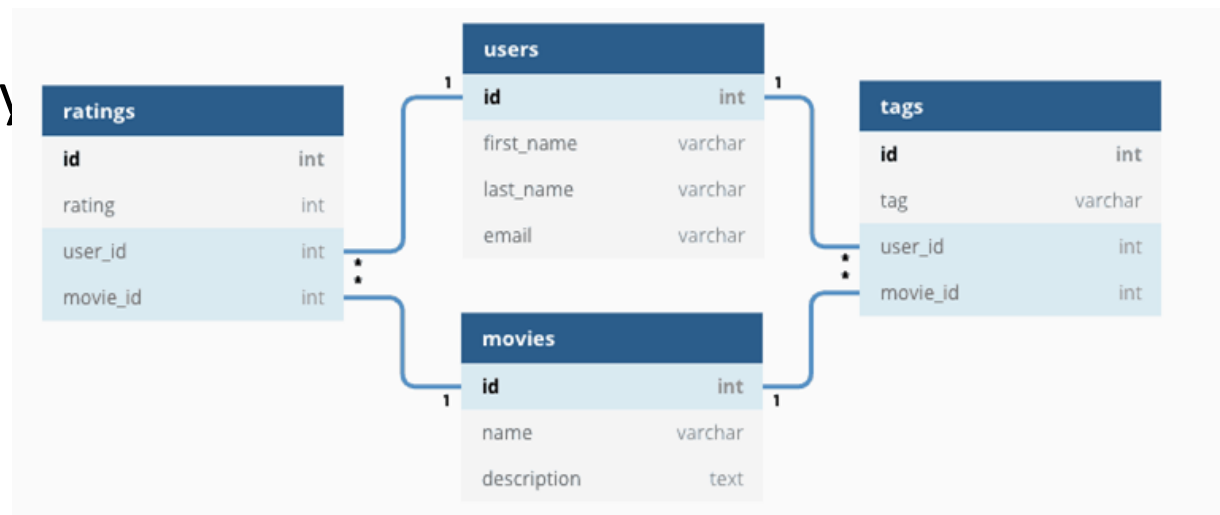 users
1
1
id int
first_name varchar
last_name varchar
email varchar
ratings
id int
rating int
user_id int
*
*
movie_id int
tags
id int
tag varchar
user_id int
*
*
movie_id int
movies
id int
1
1
name varchar
description text